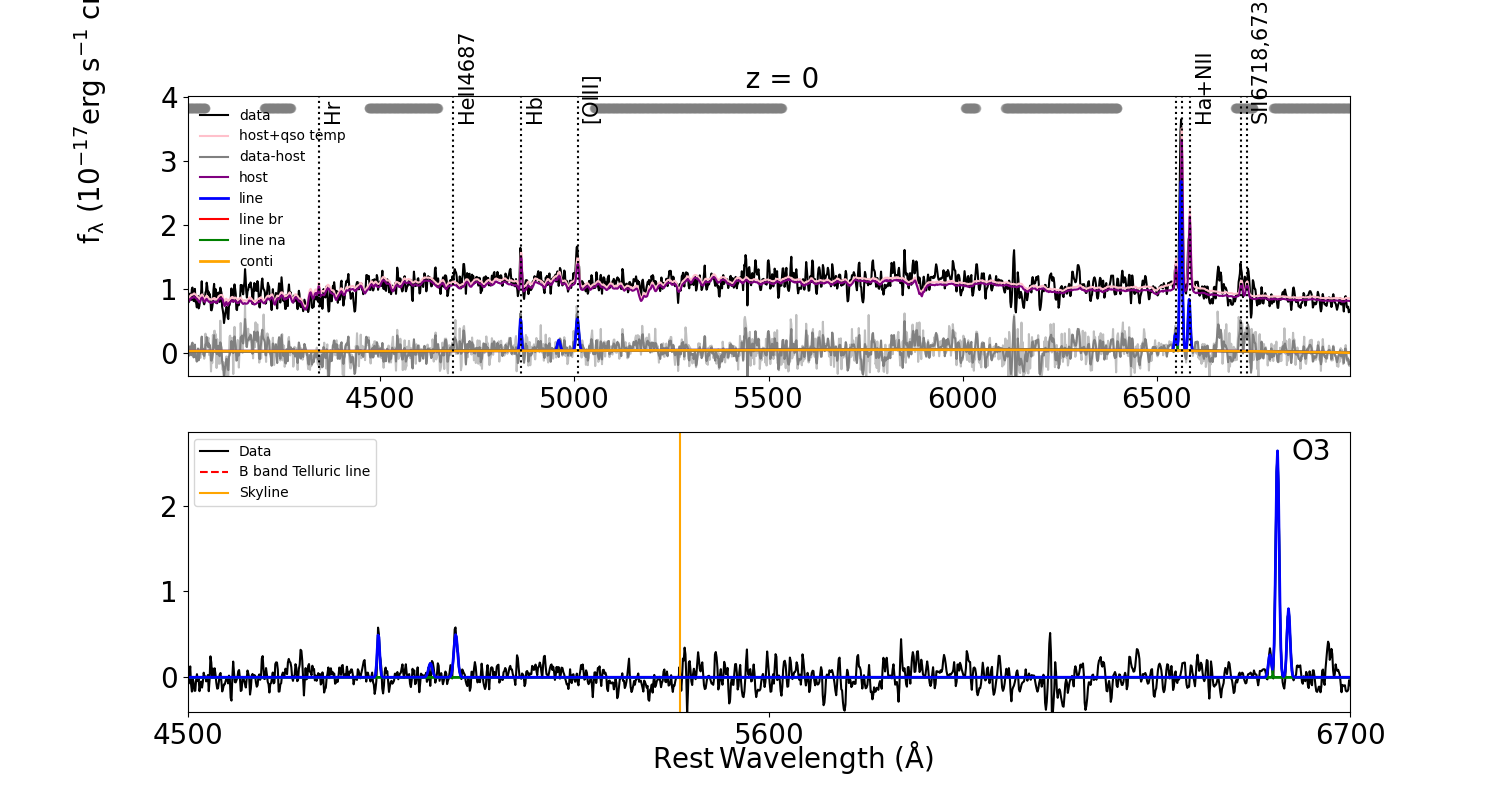 z = 0
f_λ (10^−17 erg s^−1
Hr
HeII4687
Hb
[OIII]
Ha+NII
SII6718,673
4
3
2
1
0
data
host+qso temp
data-host
host
line
line br
line na
conti
4500
5000
5500
6000
6500
Data
B band Telluric line
Skyline
O3
2
1
0
4500
5600
6700
Rest Wavelength (Å)